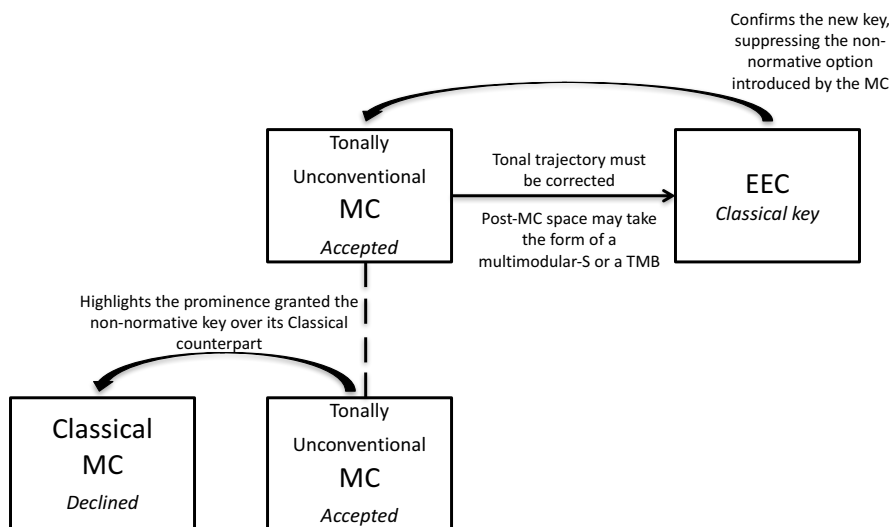 Confirms the new key,
suppressing the non-
normative option
introduced by the MC
Tonally
Unconventional
MC
Accepted
Tonal trajectory must
be corrected
Post-MC space may take
the form of a
multimodular-S or a TMB
EEC
Classical key
Highlights the prominence granted the
non-normative key over its Classical
counterpart
Classical
MC
Declined
Tonally
Unconventional
MC
Accepted